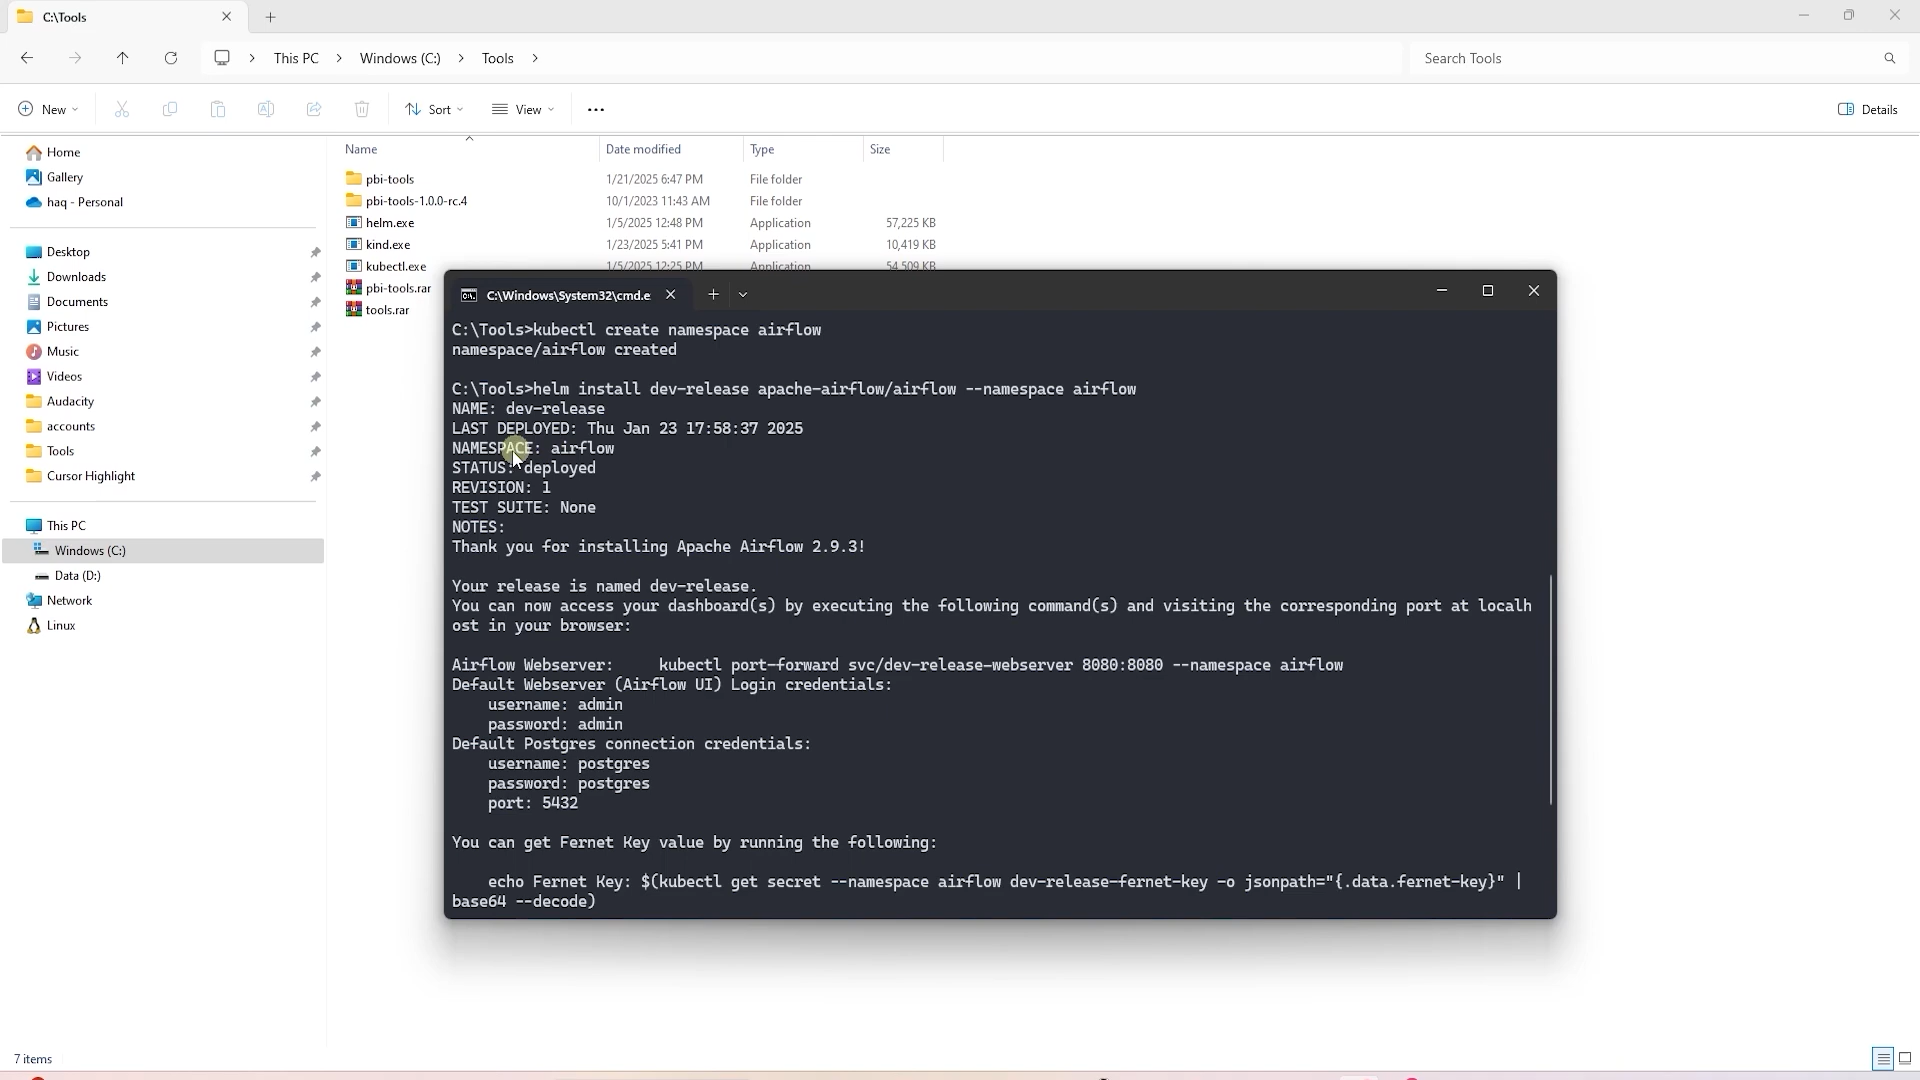 C:\Tools
This PC > Windows (C:) > Tools >
Search Tools
New
Sort
View
Details
Name Date modified Type Size
Home
Gallery
haq - Personal
Desktop
Downloads
Documents
Pictures
Music
Videos
Audacity
accounts
Tools
Cursor Highlight
This PC
Windows (C:)
Data (D:)
Network
Linux
pbi-tools 1/21/2025 6:47 PM File folder
pbi-tools-1.0.0-rc.4 10/1/2023 11:43 AM File folder
helm.exe 1/5/2025 12:48 PM Application 57,225 KB
kind.exe 1/23/2025 5:41 PM Application 10,419 KB
kubectl.exe 1/5/2025 12:25 PM Application 54,509 KB
pbi-tools.rar
tools.rar
C:\Windows\System32\cmd.e
C:\Tools>kubectl create namespace airflow
namespace/airflow created
C:\Tools>helm install dev-release apache-airflow/airflow --namespace airflow
NAME: dev-release
LAST DEPLOYED: Thu Jan 23 17:58:37 2025
NAMESPACE: airflow
STATUS: deployed
REVISION: 1
TEST SUITE: None
NOTES:
Thank you for installing Apache Airflow 2.9.3!
Your release is named dev-release.
You can now access your dashboard(s) by executing the following command(s) and visiting the corresponding port at localh
ost in your browser:
Airflow Webserver:     kubectl port-forward svc/dev-release-webserver 8080:8080 --namespace airflow
Default Webserver (Airflow UI) Login credentials:
    username: admin
    password: admin
Default Postgres connection credentials:
    username: postgres
    password: postgres
    port: 5432
You can get Fernet Key value by running the following:
    echo Fernet Key: $(kubectl get secret --namespace airflow dev-release-fernet-key -o jsonpath="{.data.fernet-key}" |
base64 --decode)
7 items